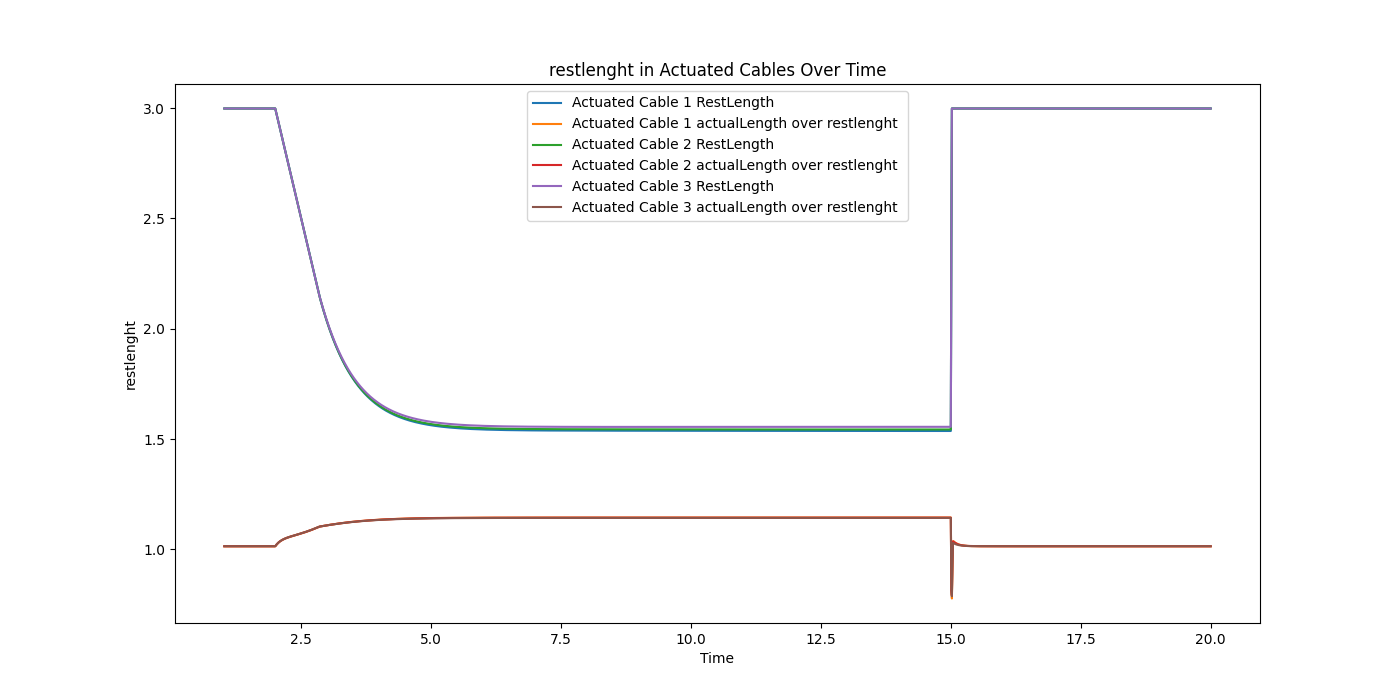 restlenght in Actuated Cables Over Time
Actuated Cable 1 RestLength
Actuated Cable 1 actualLength over restlenght
Actuated Cable 2 RestLength
Actuated Cable 2 actualLength over restlenght
Actuated Cable 3 RestLength
Actuated Cable 3 actualLength over restlenght
3.0
2.5
2.0
1.5
1.0
restlenght
2.5 5.0 7.5 10.0 12.5 15.0 17.5 20.0
Time